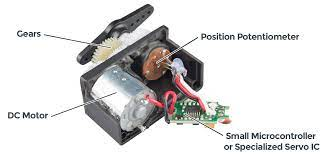 Gears
Position Potentiometer
DC Motor
Small Microcontroller
or Specialized Servo IC